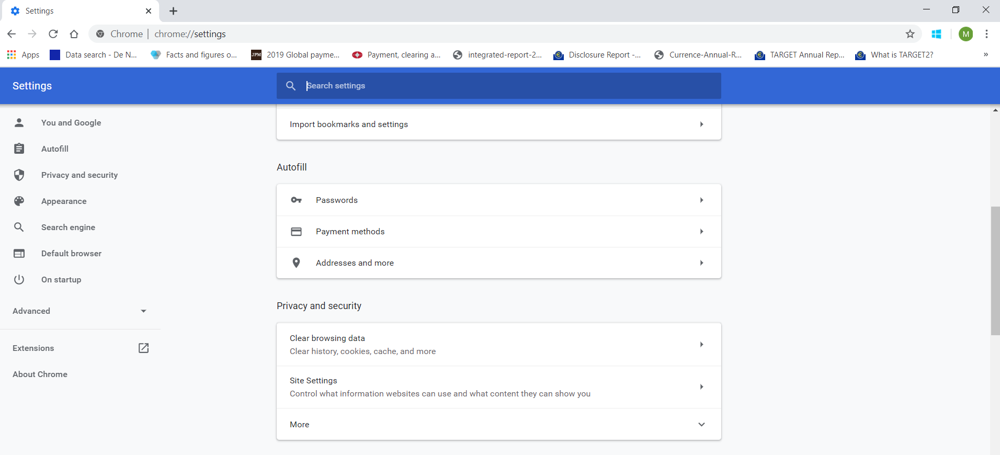 Settings
Chrome | chrome://settings
M
Apps
Data search - De N...
Facts and figures o...
JPM
2019 Global payme...
Payment, clearing a...
integrated-report-2...
Disclosure Report -...
Currence-Annual-R...
TARGET Annual Rep...
What is TARGET2?
»
Settings
Search settings
You and Google
Autofill
Privacy and security
Appearance
Search engine
Default browser
On startup
Advanced
Extensions
About Chrome
Import bookmarks and settings
Autofill
Passwords
Payment methods
Addresses and more
Privacy and security
Clear browsing data
Clear history, cookies, cache, and more
Site Settings
Control what information websites can use and what content they can show you
More